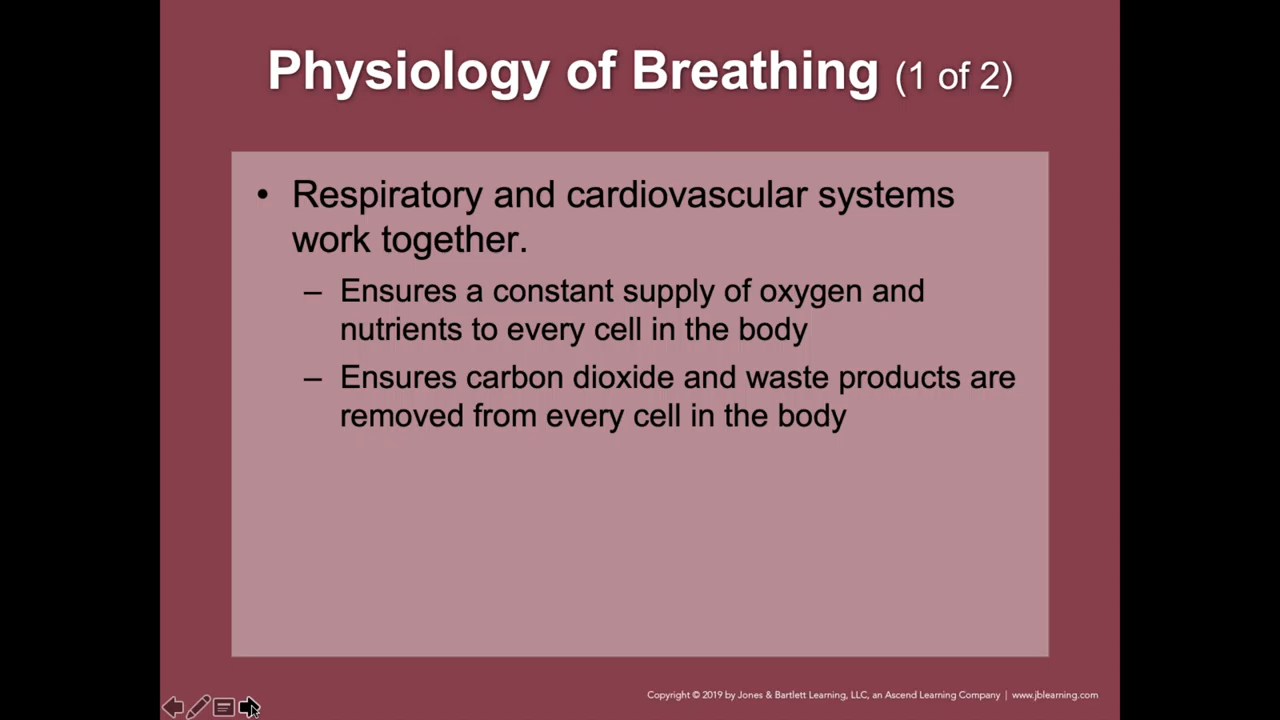 Physiology of Breathing (1 of 2)
• Respiratory and cardiovascular systems
work together.
– Ensures a constant supply of oxygen and
nutrients to every cell in the body
– Ensures carbon dioxide and waste products are
removed from every cell in the body
Copyright © 2019 by Jones & Bartlett Learning, LLC, an Ascend Learning Company | www.jblearning.com